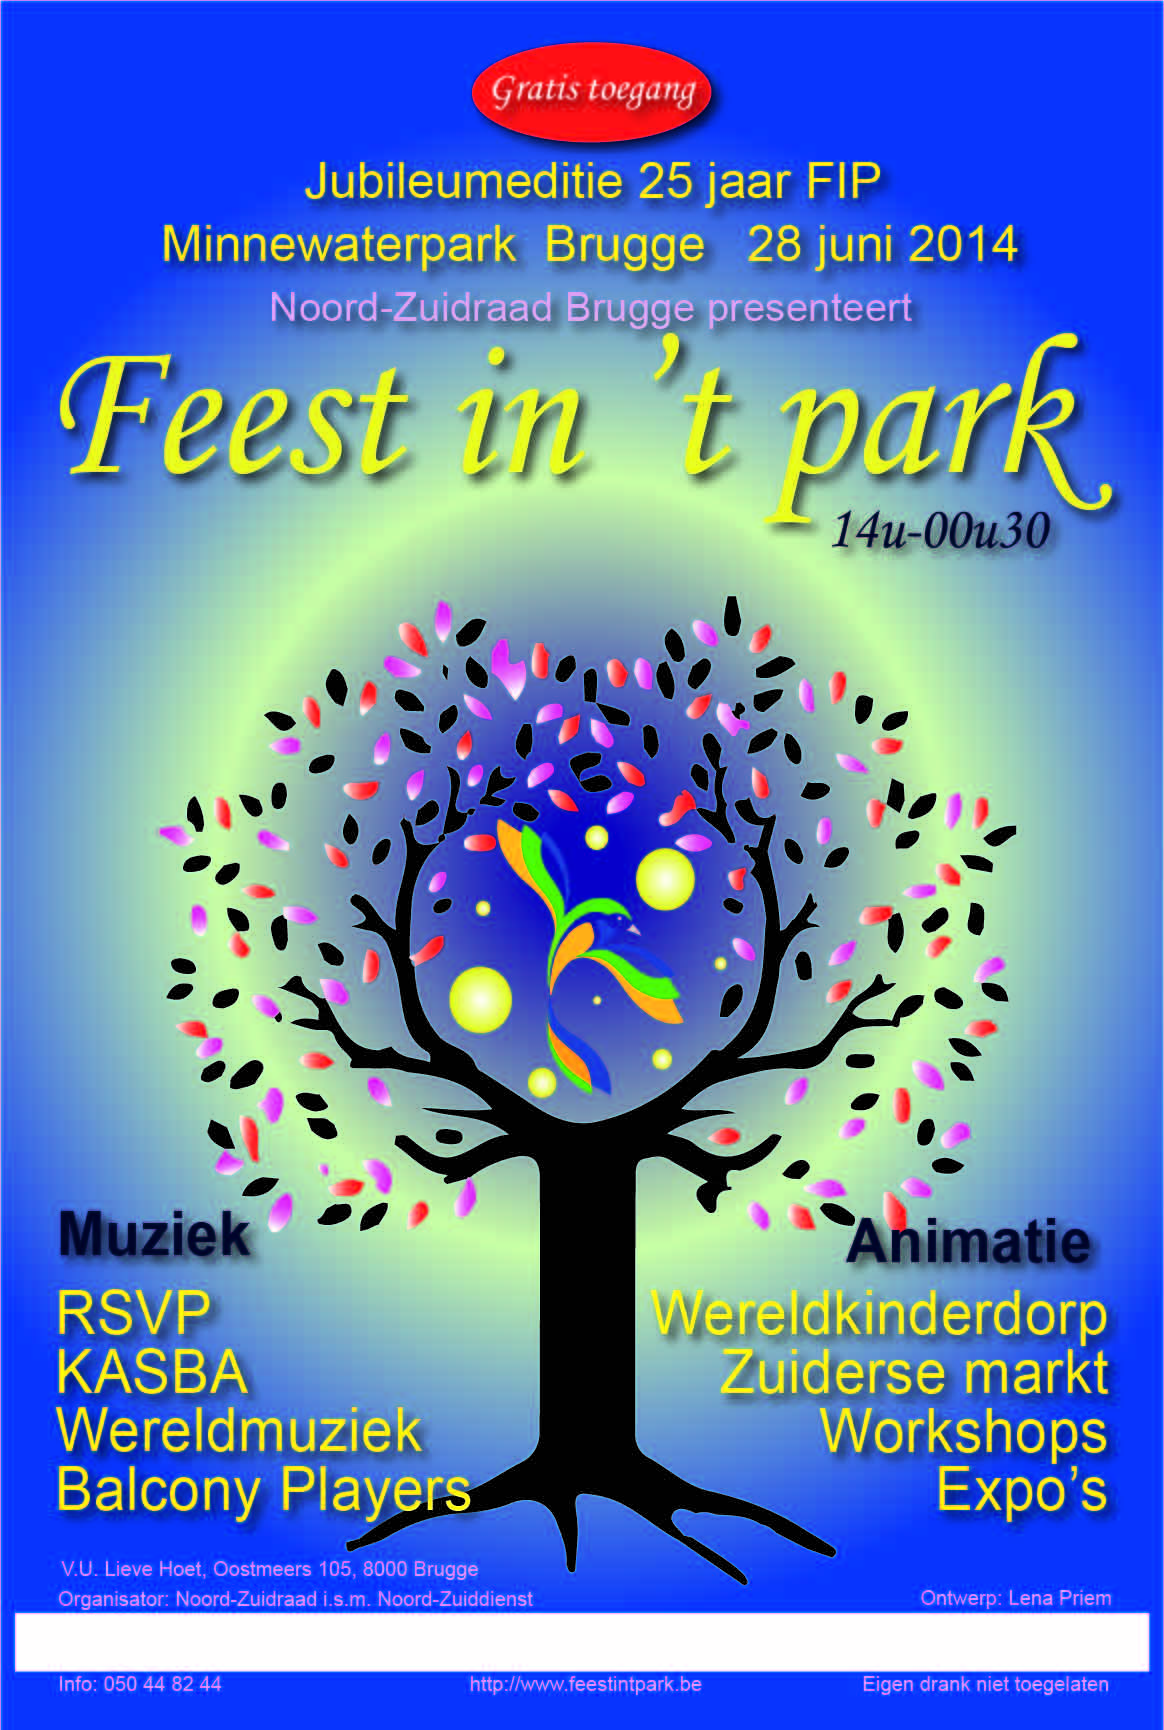 Gratis toegang
Jubileumeditie 25 jaar FIP
Minnewaterpark Brugge 28 juni 2014
Noord-Zuidraad Brugge presenteert
Feest in 't park
14u-00u30
Muziek
RSVP
KASBA
Wereldmuziek
Balcony Players
Animatie
Wereldkinderdorp
Zuiderse markt
Workshops
Expo's
V.U. Lieve Hoet, Oostmeers 105, 8000 Brugge
Organisator: Noord-Zuidraad i.s.m. Noord-Zuiddienst
Ontwerp: Lena Priem
Info: 050 44 82 44
http://www.feestintpark.be
Eigen drank niet toegelaten